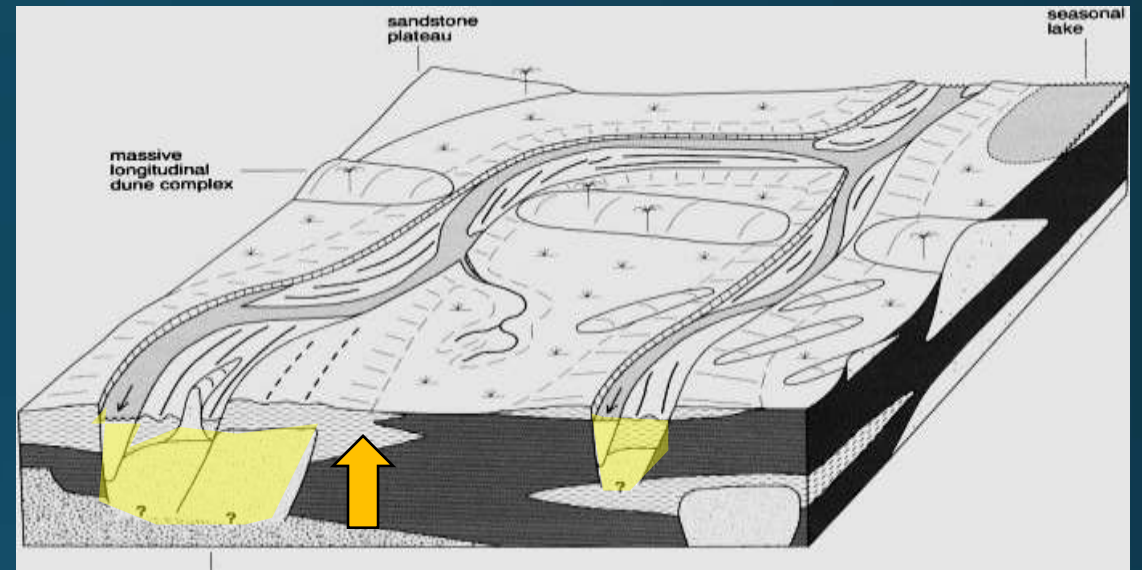 sandstone
plateau
seasonal
lake
massive
longitudinal
dune complex
?
?
?